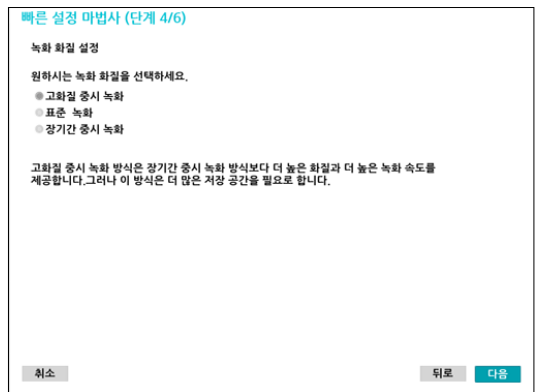 빠른 설정 마법사 (단계 4/6)
녹화 화질 설정
원하시는 녹화 화질을 선택하세요.
고화질 중시 녹화
표준 녹화
장기간 중시 녹화
고화질 중시 녹화 방식은 장기간 중시 녹화 방식보다 더 높은 화질과 더 높은 녹화 속도를
제공합니다.그러나 이 방식은 더 많은 저장 공간을 필요로 합니다.
취소 뒤로 다음